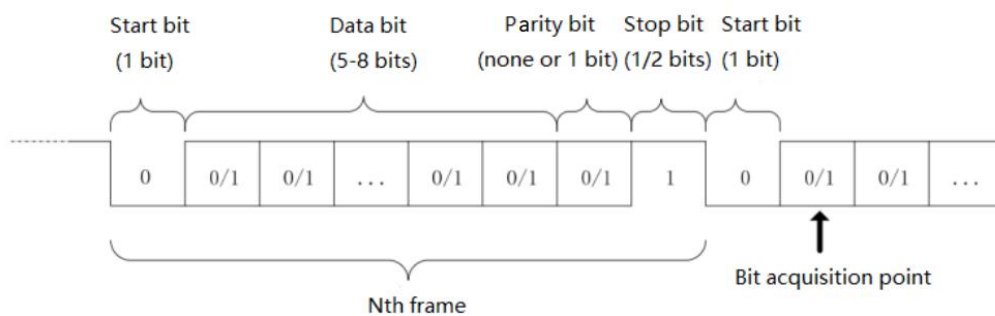 Start bit Data bit Parity bit Stop bit Start bit
(1 bit) (5-8 bits) (none or 1 bit) (1/2 bits) (1 bit)
0 0/1 0/1 ... 0/1 0/1 0/1 1 0 0/1 0/1 ...
Bit acquisition point
Nth frame